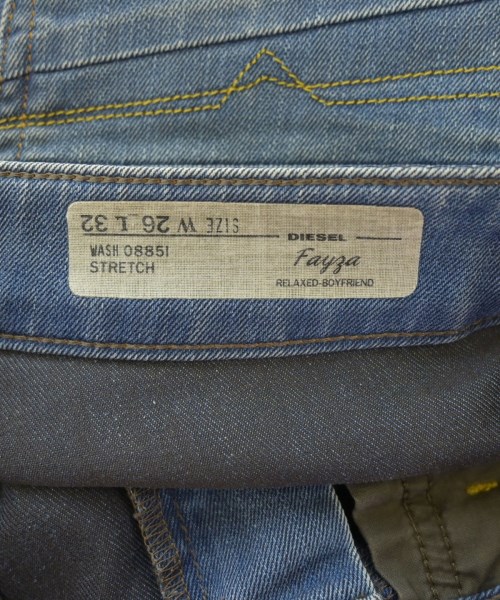 SIZE W 26 L 32
WASH 08851
STRETCH
DIESEL
Fayza
RELAXED-BOYFRIEND